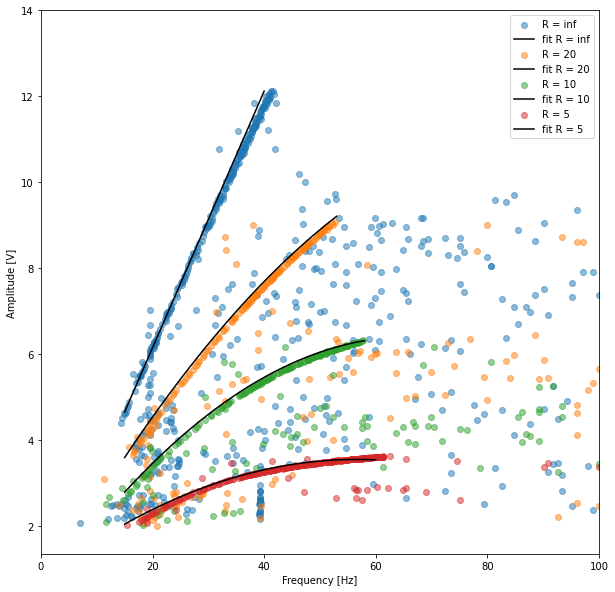 R = inf
fit R = inf
R = 20
fit R = 20
R = 10
fit R = 10
R = 5
fit R = 5
14
12
10
8
6
4
2
Amplitude [V]
0
20
40
60
80
100
Frequency [Hz]